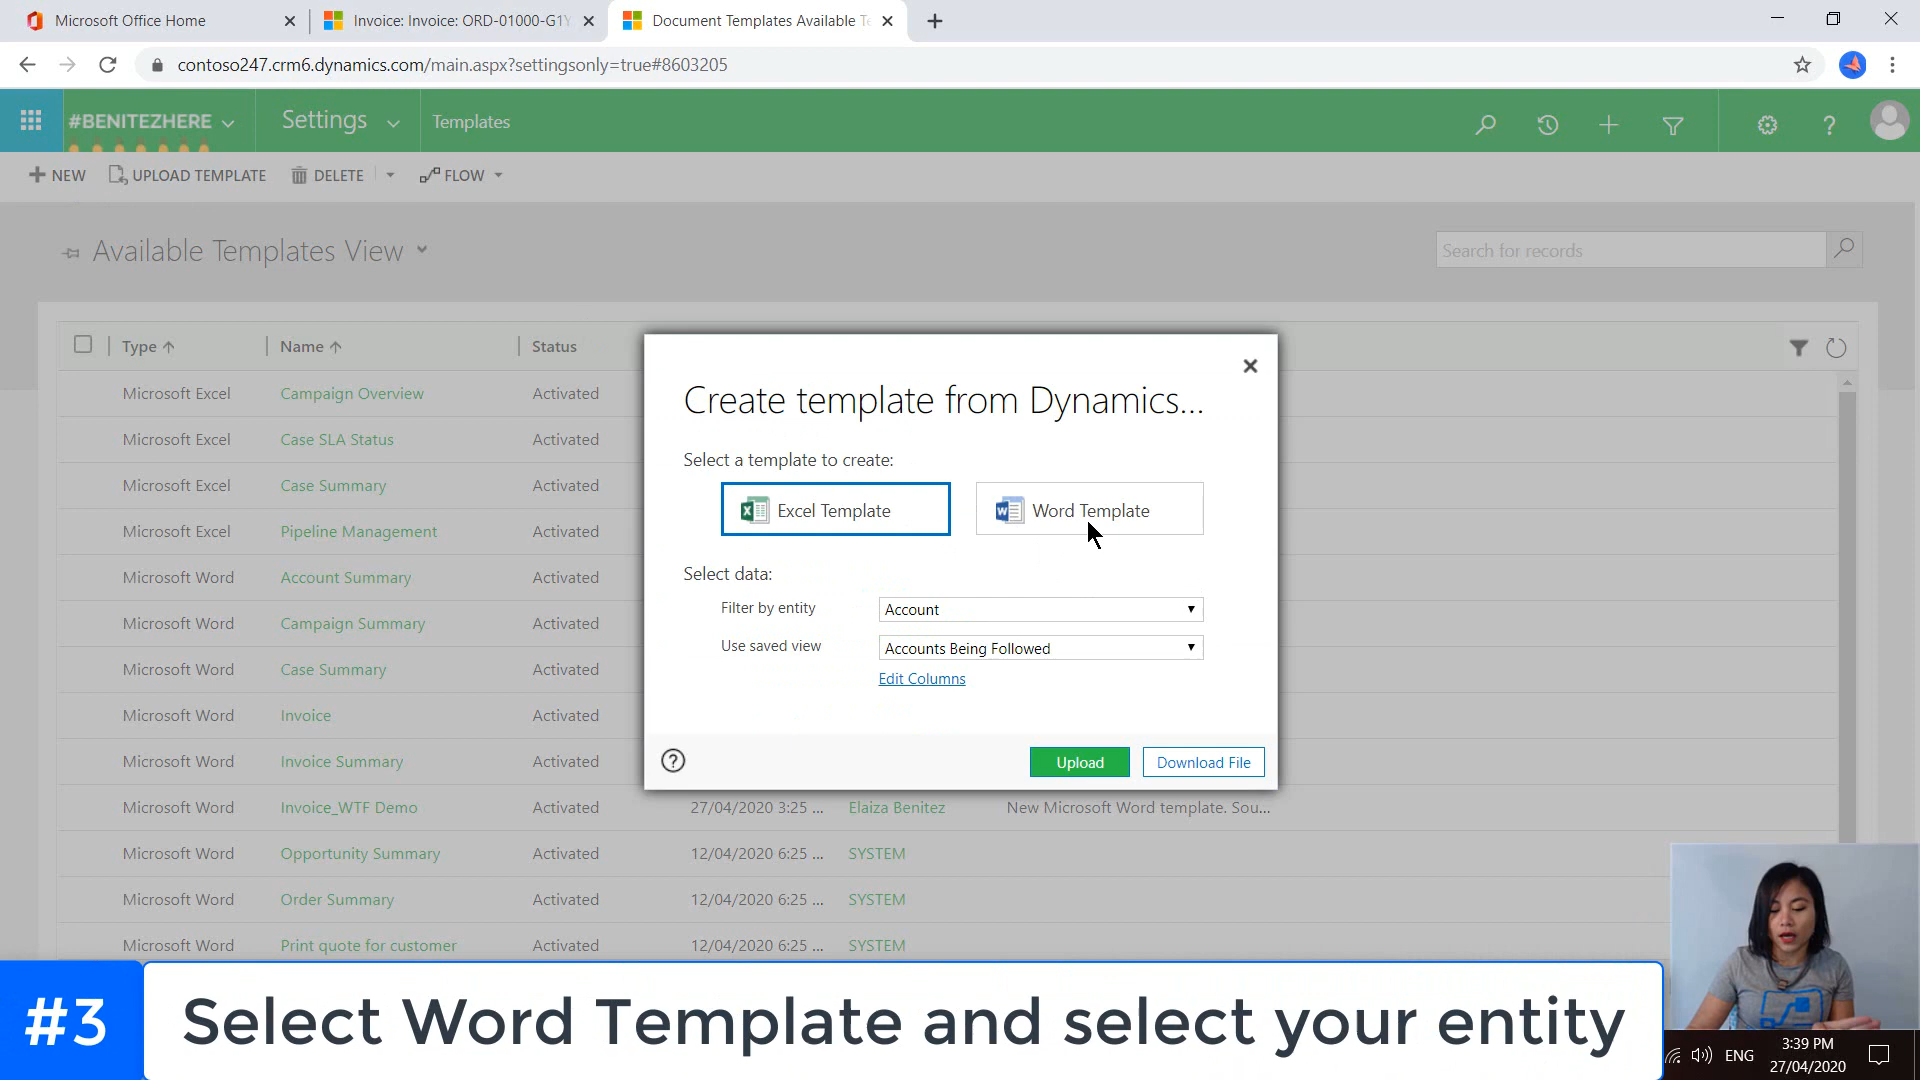 Microsoft Office Home
Invoice: Invoice: ORD-01000-G1Y
Document Templates Available Te
contoso247.crm6.dynamics.com/main.aspx?settingsonly=true#8603205
#BENITEZHERE
Settings
Templates
NEW
UPLOAD TEMPLATE
DELETE
FLOW
Available Templates View
Search for records
Type
Name
Status
Microsoft Excel Campaign Overview Activated
Microsoft Excel Case SLA Status Activated
Microsoft Excel Case Summary Activated
Microsoft Excel Pipeline Management Activated
Microsoft Word Account Summary Activated
Microsoft Word Campaign Summary Activated
Microsoft Word Case Summary Activated
Microsoft Word Invoice Activated
Microsoft Word Invoice Summary Activated
Microsoft Word Invoice_WTF Demo Activated 27/04/2020 3:25 ... Elaiza Benitez New Microsoft Word template. Sou...
Microsoft Word Opportunity Summary Activated 12/04/2020 6:25 ... SYSTEM
Microsoft Word Order Summary Activated 12/04/2020 6:25 ... SYSTEM
Microsoft Word Print quote for customer Activated 12/04/2020 6:25 ... SYSTEM
Create template from Dynamics...
Select a template to create:
Excel Template
Word Template
Select data:
Filter by entity Account
Use saved view Accounts Being Followed
Edit Columns
Upload
Download File
#3
Select Word Template and select your entity
ENG
3:39 PM
27/04/2020